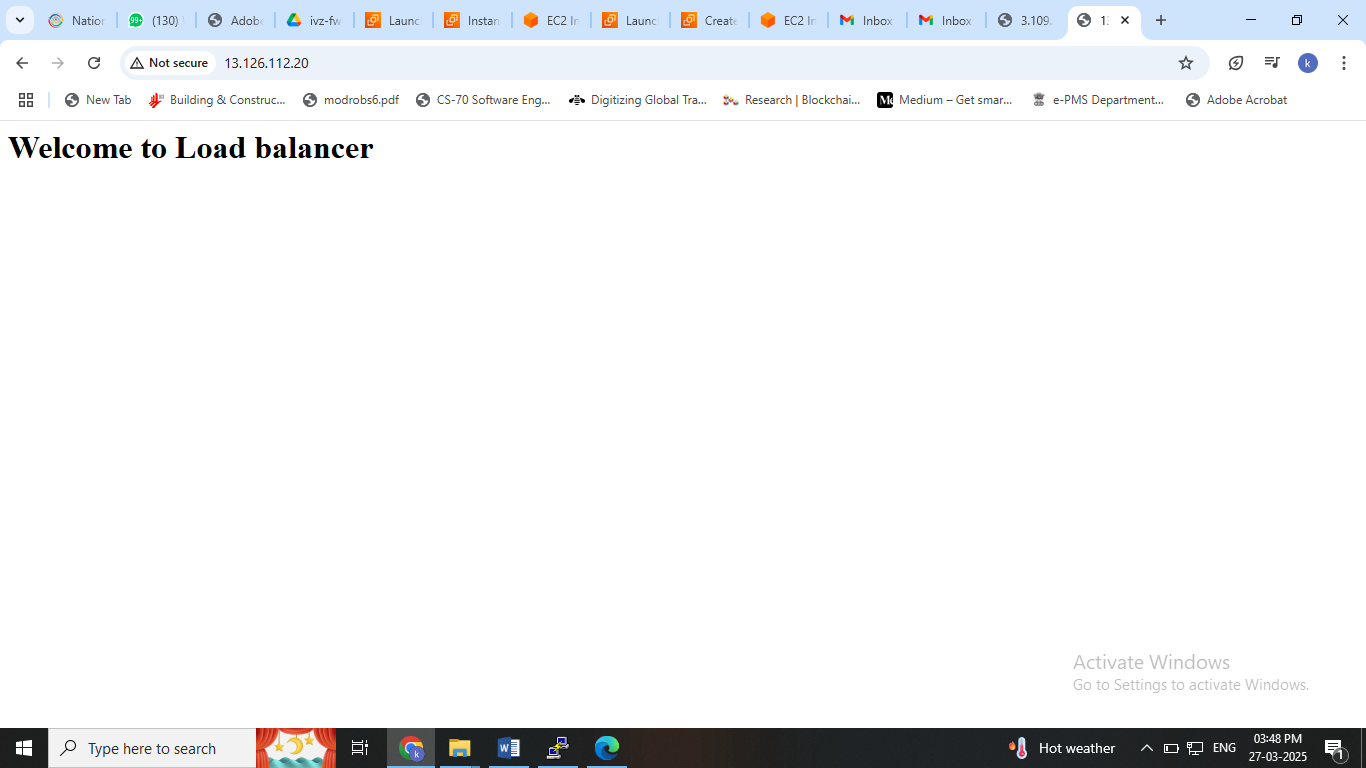 Nation
99+
(130)
Adobe
ivz-fw
Launc
Instan
EC2 In
Launc
Create
EC2 In
Inbox
Inbox
3.109.
Not secure
13.126.112.20
k
New Tab
Building & Construc...
modrobs6.pdf
CS-70 Software Eng...
Digitizing Global Tra...
Research | Blockchai...
Medium – Get smar...
e-PMS Department...
Adobe Acrobat
Welcome to Load balancer
Activate Windows
Go to Settings to activate Windows.
Type here to search
k
Hot weather
ENG
03:48 PM
27-03-2025
1